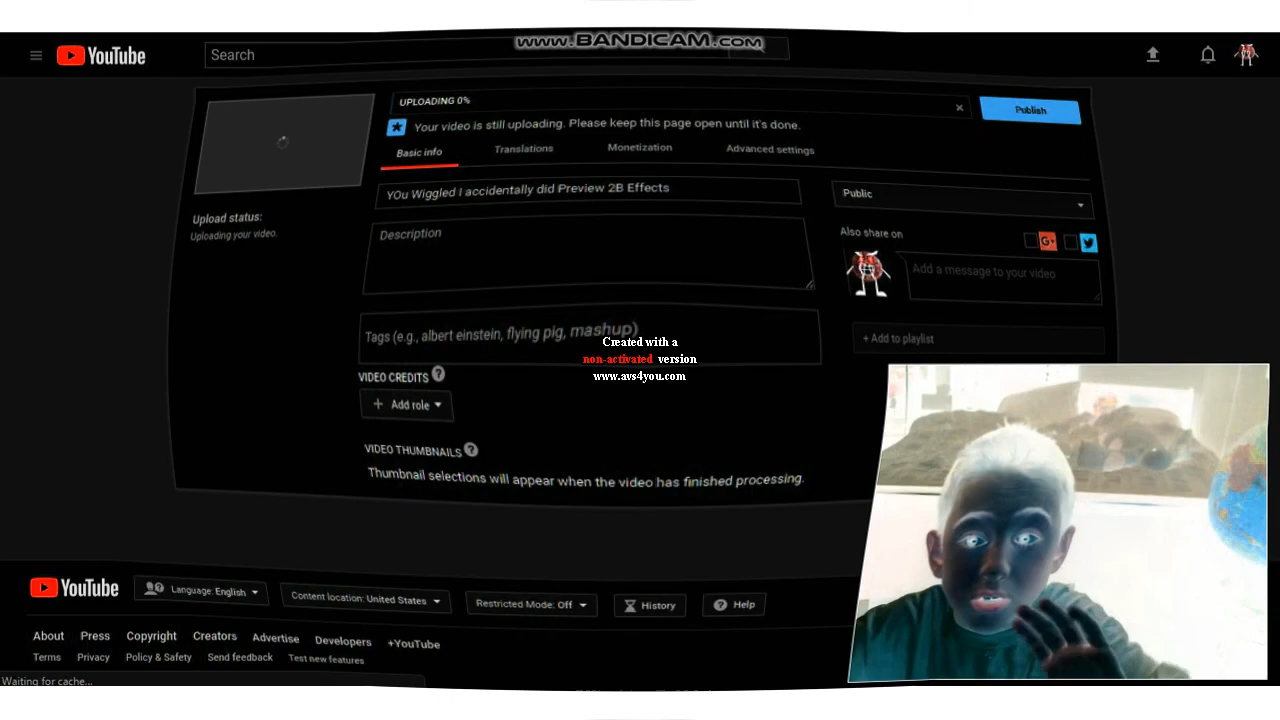 www.BANDICAM.com
YouTube
Search
UPLOADING 0%
Publish
Your video is still uploading. Please keep this page open until it's done.
Basic info
Translations
Monetization
Advanced settings
YOu Wiggled I accidentally did Preview 2B Effects
Public
Upload status:
Uploading your video.
Description
Also share on
G+
Add a message to your video
Tags (e.g., albert einstein, flying pig, mashup)
+ Add to playlist
Created with a
non-activated version
www.avs4you.com
VIDEO CREDITS ?
+ Add role
VIDEO THUMBNAILS ?
Thumbnail selections will appear when the video has finished processing.
YouTube
Language: English
Content location: United States
Restricted Mode: Off
History
Help
About Press Copyright Creators Advertise Developers +YouTube
Terms Privacy Policy & Safety Send feedback Test new features
Waiting for cache...